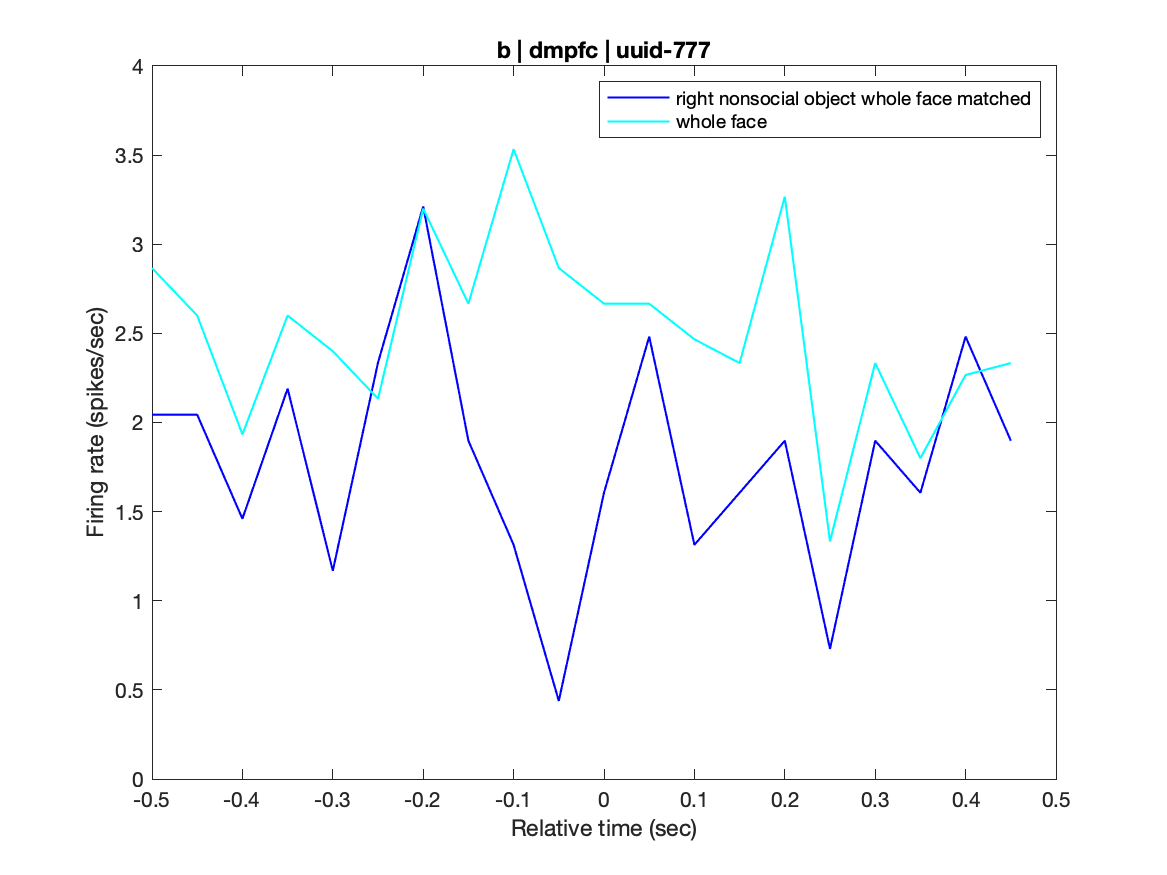 b | dmpfc | uuid-777
right nonsocial object whole face matched
whole face
4
3.5
3
2.5
2
1.5
1
0.5
0
Firing rate (spikes/sec)
-0.5 -0.4 -0.3 -0.2 -0.1 0 0.1 0.2 0.3 0.4 0.5
Relative time (sec)